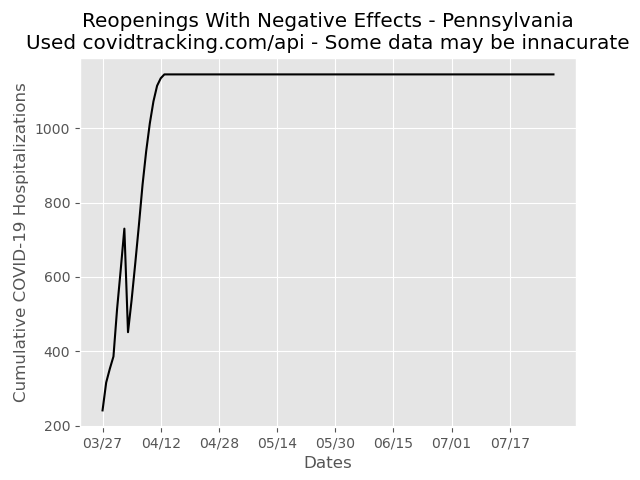 Reopenings With Negative Effects - Pennsylvania
Used covidtracking.com/api - Some data may be innacurate
Cumulative COVID-19 Hospitalizations
1000
800
600
400
200
03/27 04/12 04/28 05/14 05/30 06/15 07/01 07/17
Dates